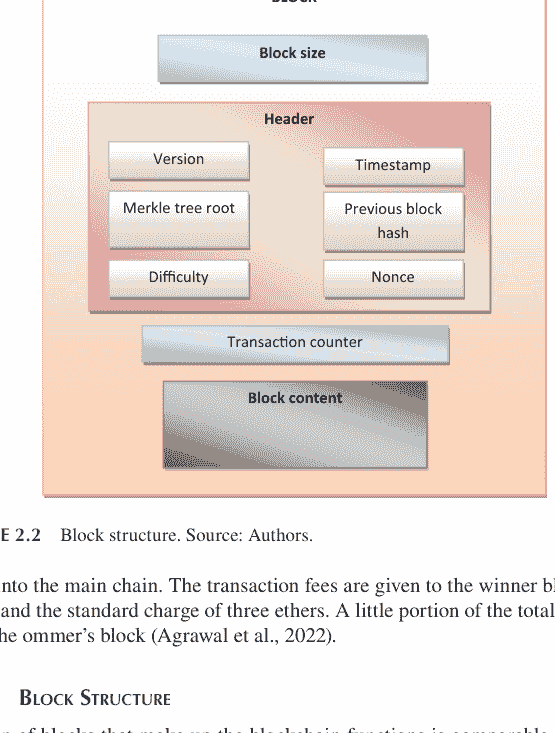 Block size
Header
Version
Timestamp
Merkle tree root
Previous block
hash
Difficulty
Nonce
Transaction counter
Block content
E 2.2 Block structure. Source: Authors.
into the main chain. The transaction fees are given to the winner bl
and the standard charge of three ethers. A little portion of the total
he ommer's block (Agrawal et al., 2022).
BLOCK STRUCTURE